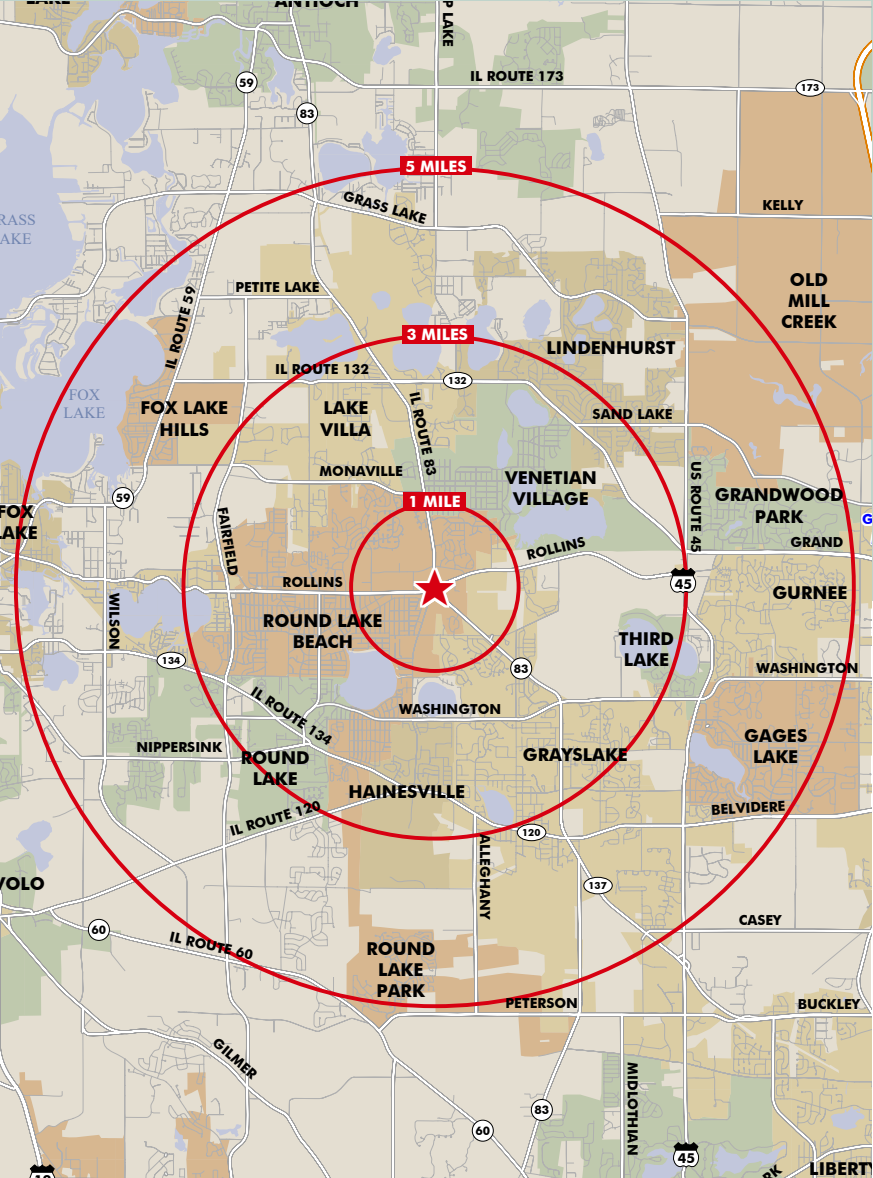 ANTIOCH
LAKE
P LAKE
IL ROUTE 173
59
173
83
5 MILES
GRASS LAKE
KELLY
RASS
AKE
PETITE LAKE
OLD
MILL
CREEK
IL ROUTE 59
3 MILES
LINDENHURST
IL ROUTE 132
132
FOX
LAKE
FOX LAKE
HILLS
LAKE
VILLA
IL ROUTE 83
SAND LAKE
MONAVILLE
VENETIAN
VILLAGE
US ROUTE 45
59
1 MILE
GRANDWOOD
PARK
FOX
LAKE
G
FAIRFIELD
ROLLINS
GRAND
ROLLINS
45
GURNEE
WILSON
ROUND LAKE
BEACH
THIRD
LAKE
134
83
WASHINGTON
IL ROUTE 134
WASHINGTON
NIPPERSINK
GRAYSLAKE
GAGES
LAKE
ROUND
LAKE
HAINESVILLE
IL ROUTE 120
BELVIDERE
120
ALLEGHANY
VOLO
137
60
CASEY
IL ROUTE 60
ROUND
LAKE
PARK
PETERSON
BUCKLEY
GILMER
MIDLOTHIAN
83
60
45
RK
LIBERTY